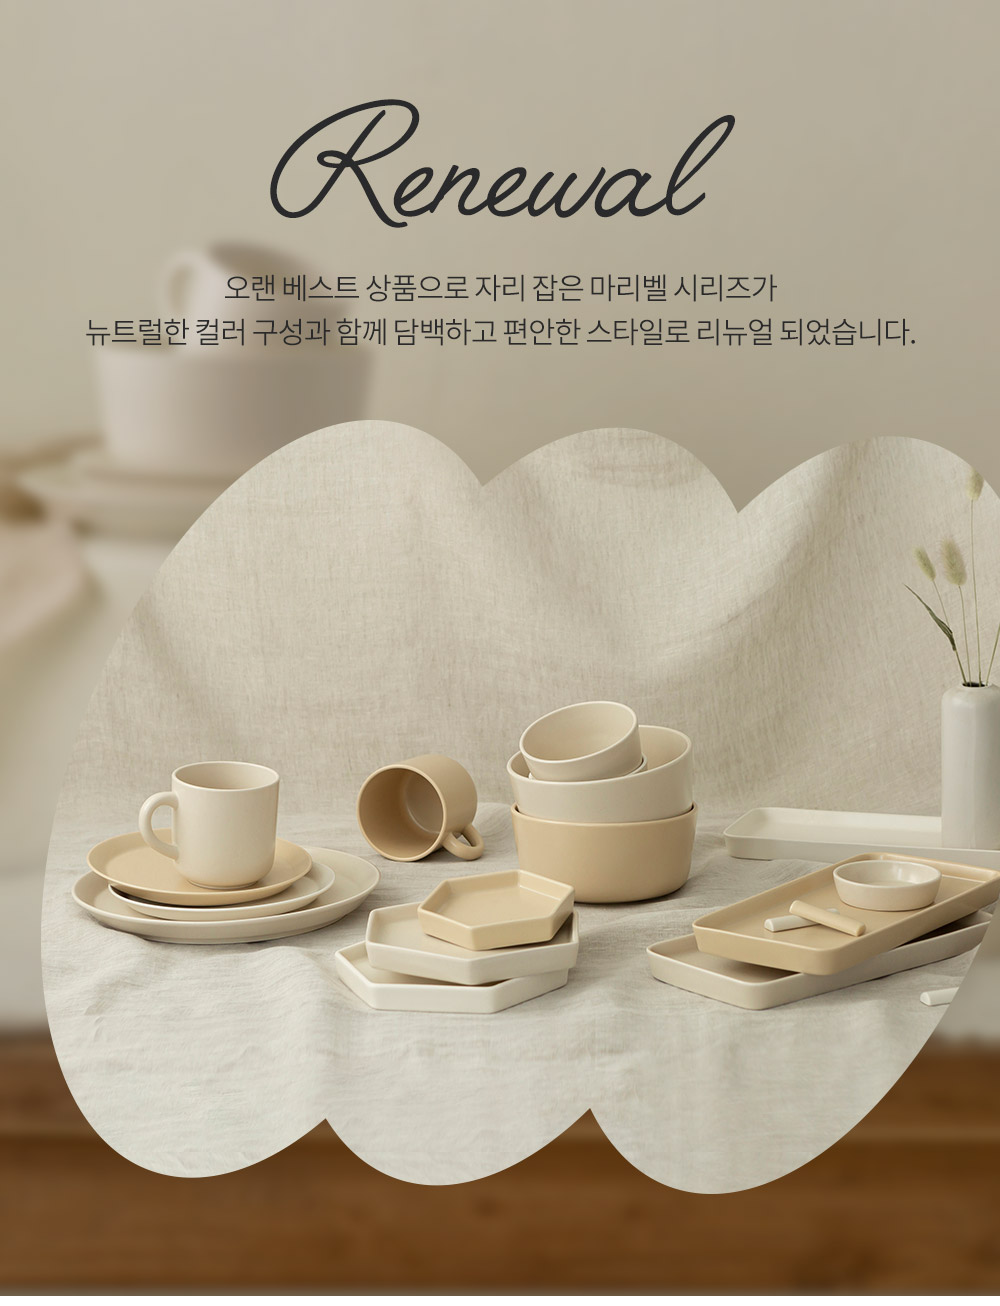 Renewal
오랜 베스트 상품으로 자리 잡은 마리벨 시리즈가
뉴트럴한 컬러 구성과 함께 담백하고 편안한 스타일로 리뉴얼 되었습니다.